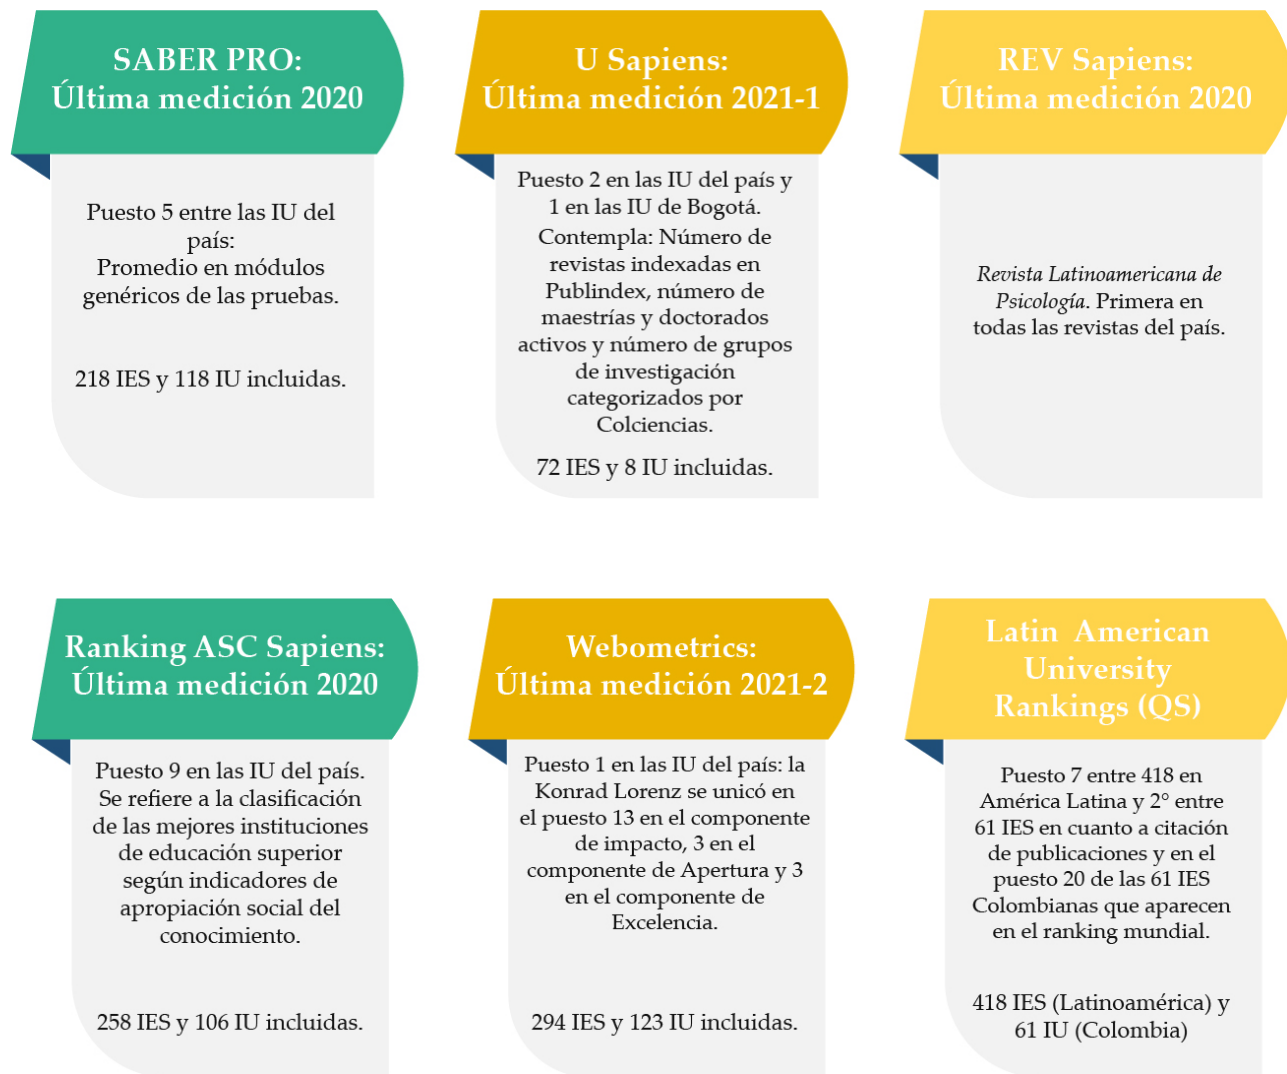 SABER PRO:
Última medición 2020
Puesto 5 entre las IU del
país:
Promedio en módulos
genéricos de las pruebas.
218 IES y 118 IU incluidas.
U Sapiens:
Última medición 2021-1
Puesto 2 en las IU del país y
1 en las IU de Bogotá.
Contempla: Número de
revistas indexadas en
Publindex, número de
maestrías y doctorados
activos y número de grupos
de investigación
categorizados por
Colciencias.
72 IES y 8 IU incluidas.
REV Sapiens:
Última medición 2020
Revista Latinoamericana de
Psicología. Primera en
todas las revistas del país.
Ranking ASC Sapiens:
Última medición 2020
Puesto 9 en las IU del país.
Se refiere a la clasificación
de las mejores instituciones
de educación superior
según indicadores de
apropiación social del
conocimiento.
258 IES y 106 IU incluidas.
Webometrics:
Última medición 2021-2
Puesto 1 en las IU del país: la
Konrad Lorenz se unicó en
el puesto 13 en el componente
de impacto, 3 en el
componente de Apertura y 3
en el componente de
Excelencia.
294 IES y 123 IU incluidas.
Latin American
University
Rankings (QS)
Puesto 7 entre 418 en
América Latina y 2° entre
61 IES en cuanto a citación
de publicaciones y en el
puesto 20 de las 61 IES
Colombianas que aparecen
en el ranking mundial.
418 IES (Latinoamérica) y
61 IU (Colombia)